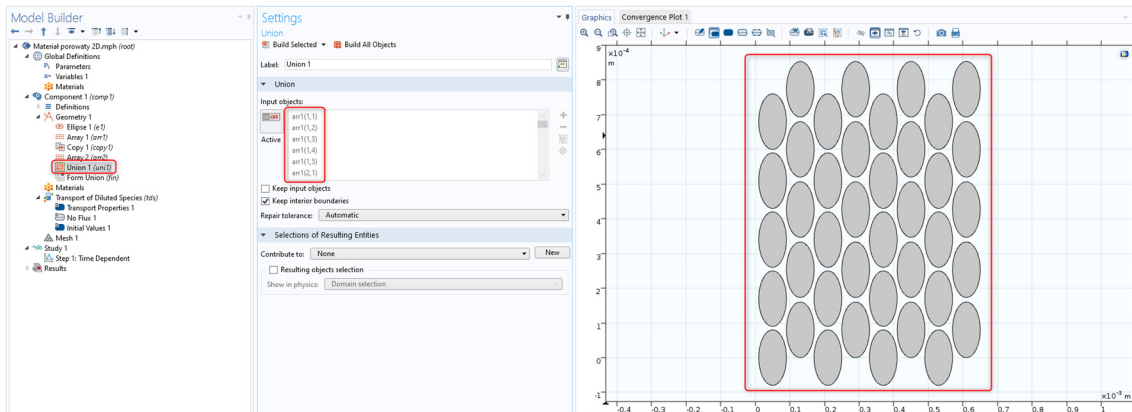 Model Builder
Material porowaty 2D.mph (root)
Global Definitions
Pi Parameters
a= Variables 1
Materials
Component 1 (comp1)
Definitions
Geometry 1
Ellipse 1 (e1)
Array 1 (arr1)
Copy 1 (copy1)
Array 2 (arr2)
Union 1 (uni1)
Form Union (fin)
Materials
Transport of Diluted Species (tds)
Transport Properties 1
No Flux 1
Initial Values 1
Mesh 1
Study 1
Step 1: Time Dependent
Results
Settings
Union
Build Selected
Build All Objects
Label: Union 1
Union
Input objects:
OFF
Active
arr1(1,1)
arr1(1,2)
arr1(1,3)
arr1(1,4)
arr1(1,5)
arr1(2,1)
Keep input objects
Keep interior boundaries
Repair tolerance: Automatic
Selections of Resulting Entities
Contribute to: None
New
Resulting objects selection
Show in physics: Domain selection
Graphics
Convergence Plot 1
×10⁻⁴
m
9
8
7
6
5
4
3
2
1
0
-1
-0.4 -0.3 -0.2 -0.1 0 0.1 0.2 0.3 0.4 0.5 0.6 0.7 0.8 0.9 1
×10⁻³ m